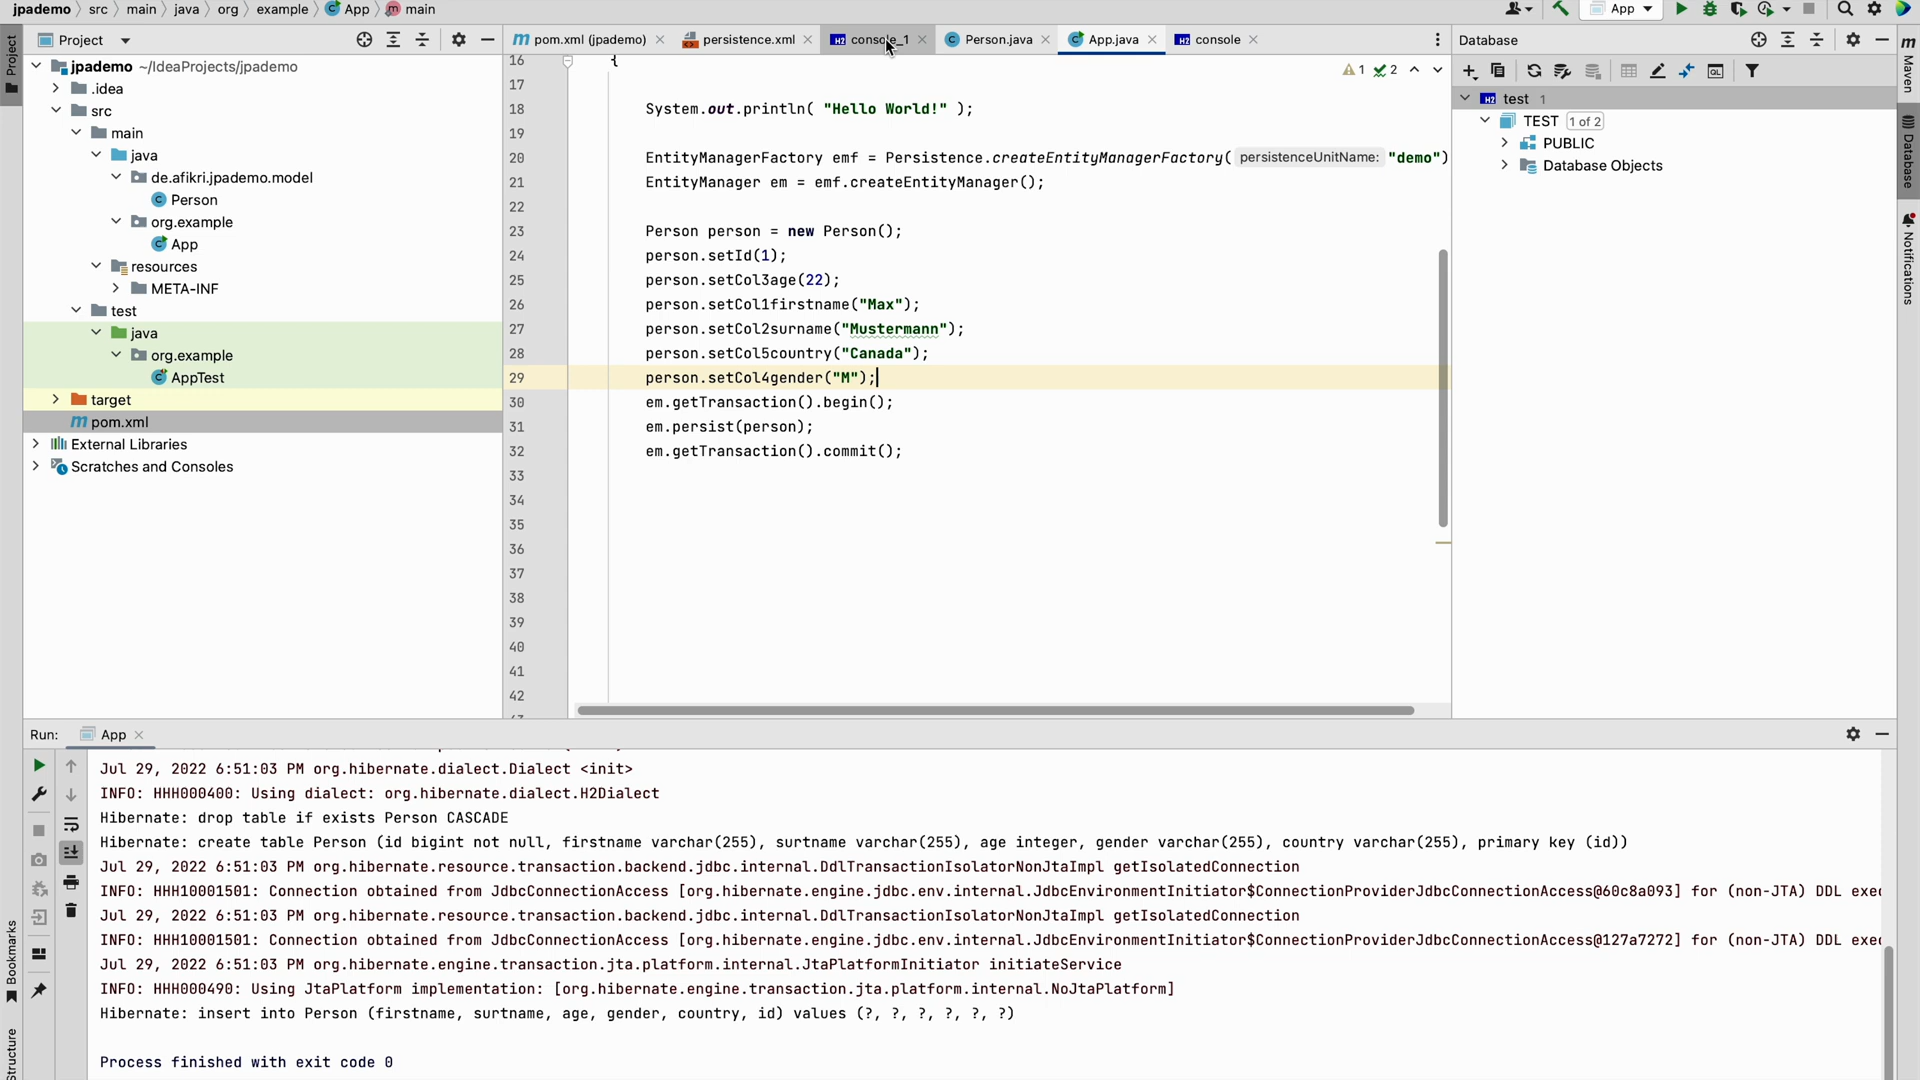 jpademo src main java org example App main
App
Project
pom.xml (jpademo)
persistence.xml
console_1
Person.java
App.java
console
Database
Maven
Project
jpademo ~/IdeaProjects/jpademo
.idea
src
main
java
de.afikri.jpademo.model
Person
org.example
App
resources
META-INF
test
java
org.example
AppTest
target
pom.xml
External Libraries
Scratches and Consoles
16 {
17
18 System.out.println( "Hello World!" );
19
20 EntityManagerFactory emf = Persistence.createEntityManagerFactory( persistenceUnitName: "demo")
21 EntityManager em = emf.createEntityManager();
22
23 Person person = new Person();
24 person.setId(1);
25 person.setCol3age(22);
26 person.setCol1firstname("Max");
27 person.setCol2surname("Mustermann");
28 person.setCol5country("Canada");
29 person.setCol4gender("M");
30 em.getTransaction().begin();
31 em.persist(person);
32 em.getTransaction().commit();
33
34
35
36
37
38
39
40
41
42
1 2
test 1
TEST 1 of 2
PUBLIC
Database Objects
Database
Notifications
Run: App
Jul 29, 2022 6:51:03 PM org.hibernate.dialect.Dialect <init>
INFO: HHH000400: Using dialect: org.hibernate.dialect.H2Dialect
Hibernate: drop table if exists Person CASCADE
Hibernate: create table Person (id bigint not null, firstname varchar(255), surtname varchar(255), age integer, gender varchar(255), country varchar(255), primary key (id))
Jul 29, 2022 6:51:03 PM org.hibernate.resource.transaction.backend.jdbc.internal.DdlTransactionIsolatorNonJtaImpl getIsolatedConnection
INFO: HHH10001501: Connection obtained from JdbcConnectionAccess [org.hibernate.engine.jdbc.env.internal.JdbcEnvironmentInitiator$ConnectionProviderJdbcConnectionAccess@60c8a093] for (non-JTA) DDL exec
Jul 29, 2022 6:51:03 PM org.hibernate.resource.transaction.backend.jdbc.internal.DdlTransactionIsolatorNonJtaImpl getIsolatedConnection
INFO: HHH10001501: Connection obtained from JdbcConnectionAccess [org.hibernate.engine.jdbc.env.internal.JdbcEnvironmentInitiator$ConnectionProviderJdbcConnectionAccess@127a7272] for (non-JTA) DDL exec
Jul 29, 2022 6:51:03 PM org.hibernate.engine.transaction.jta.platform.internal.JtaPlatformInitiator initiateService
INFO: HHH000490: Using JtaPlatform implementation: [org.hibernate.engine.transaction.jta.platform.internal.NoJtaPlatform]
Hibernate: insert into Person (firstname, surtname, age, gender, country, id) values (?, ?, ?, ?, ?, ?)
Process finished with exit code 0
Bookmarks
Structure